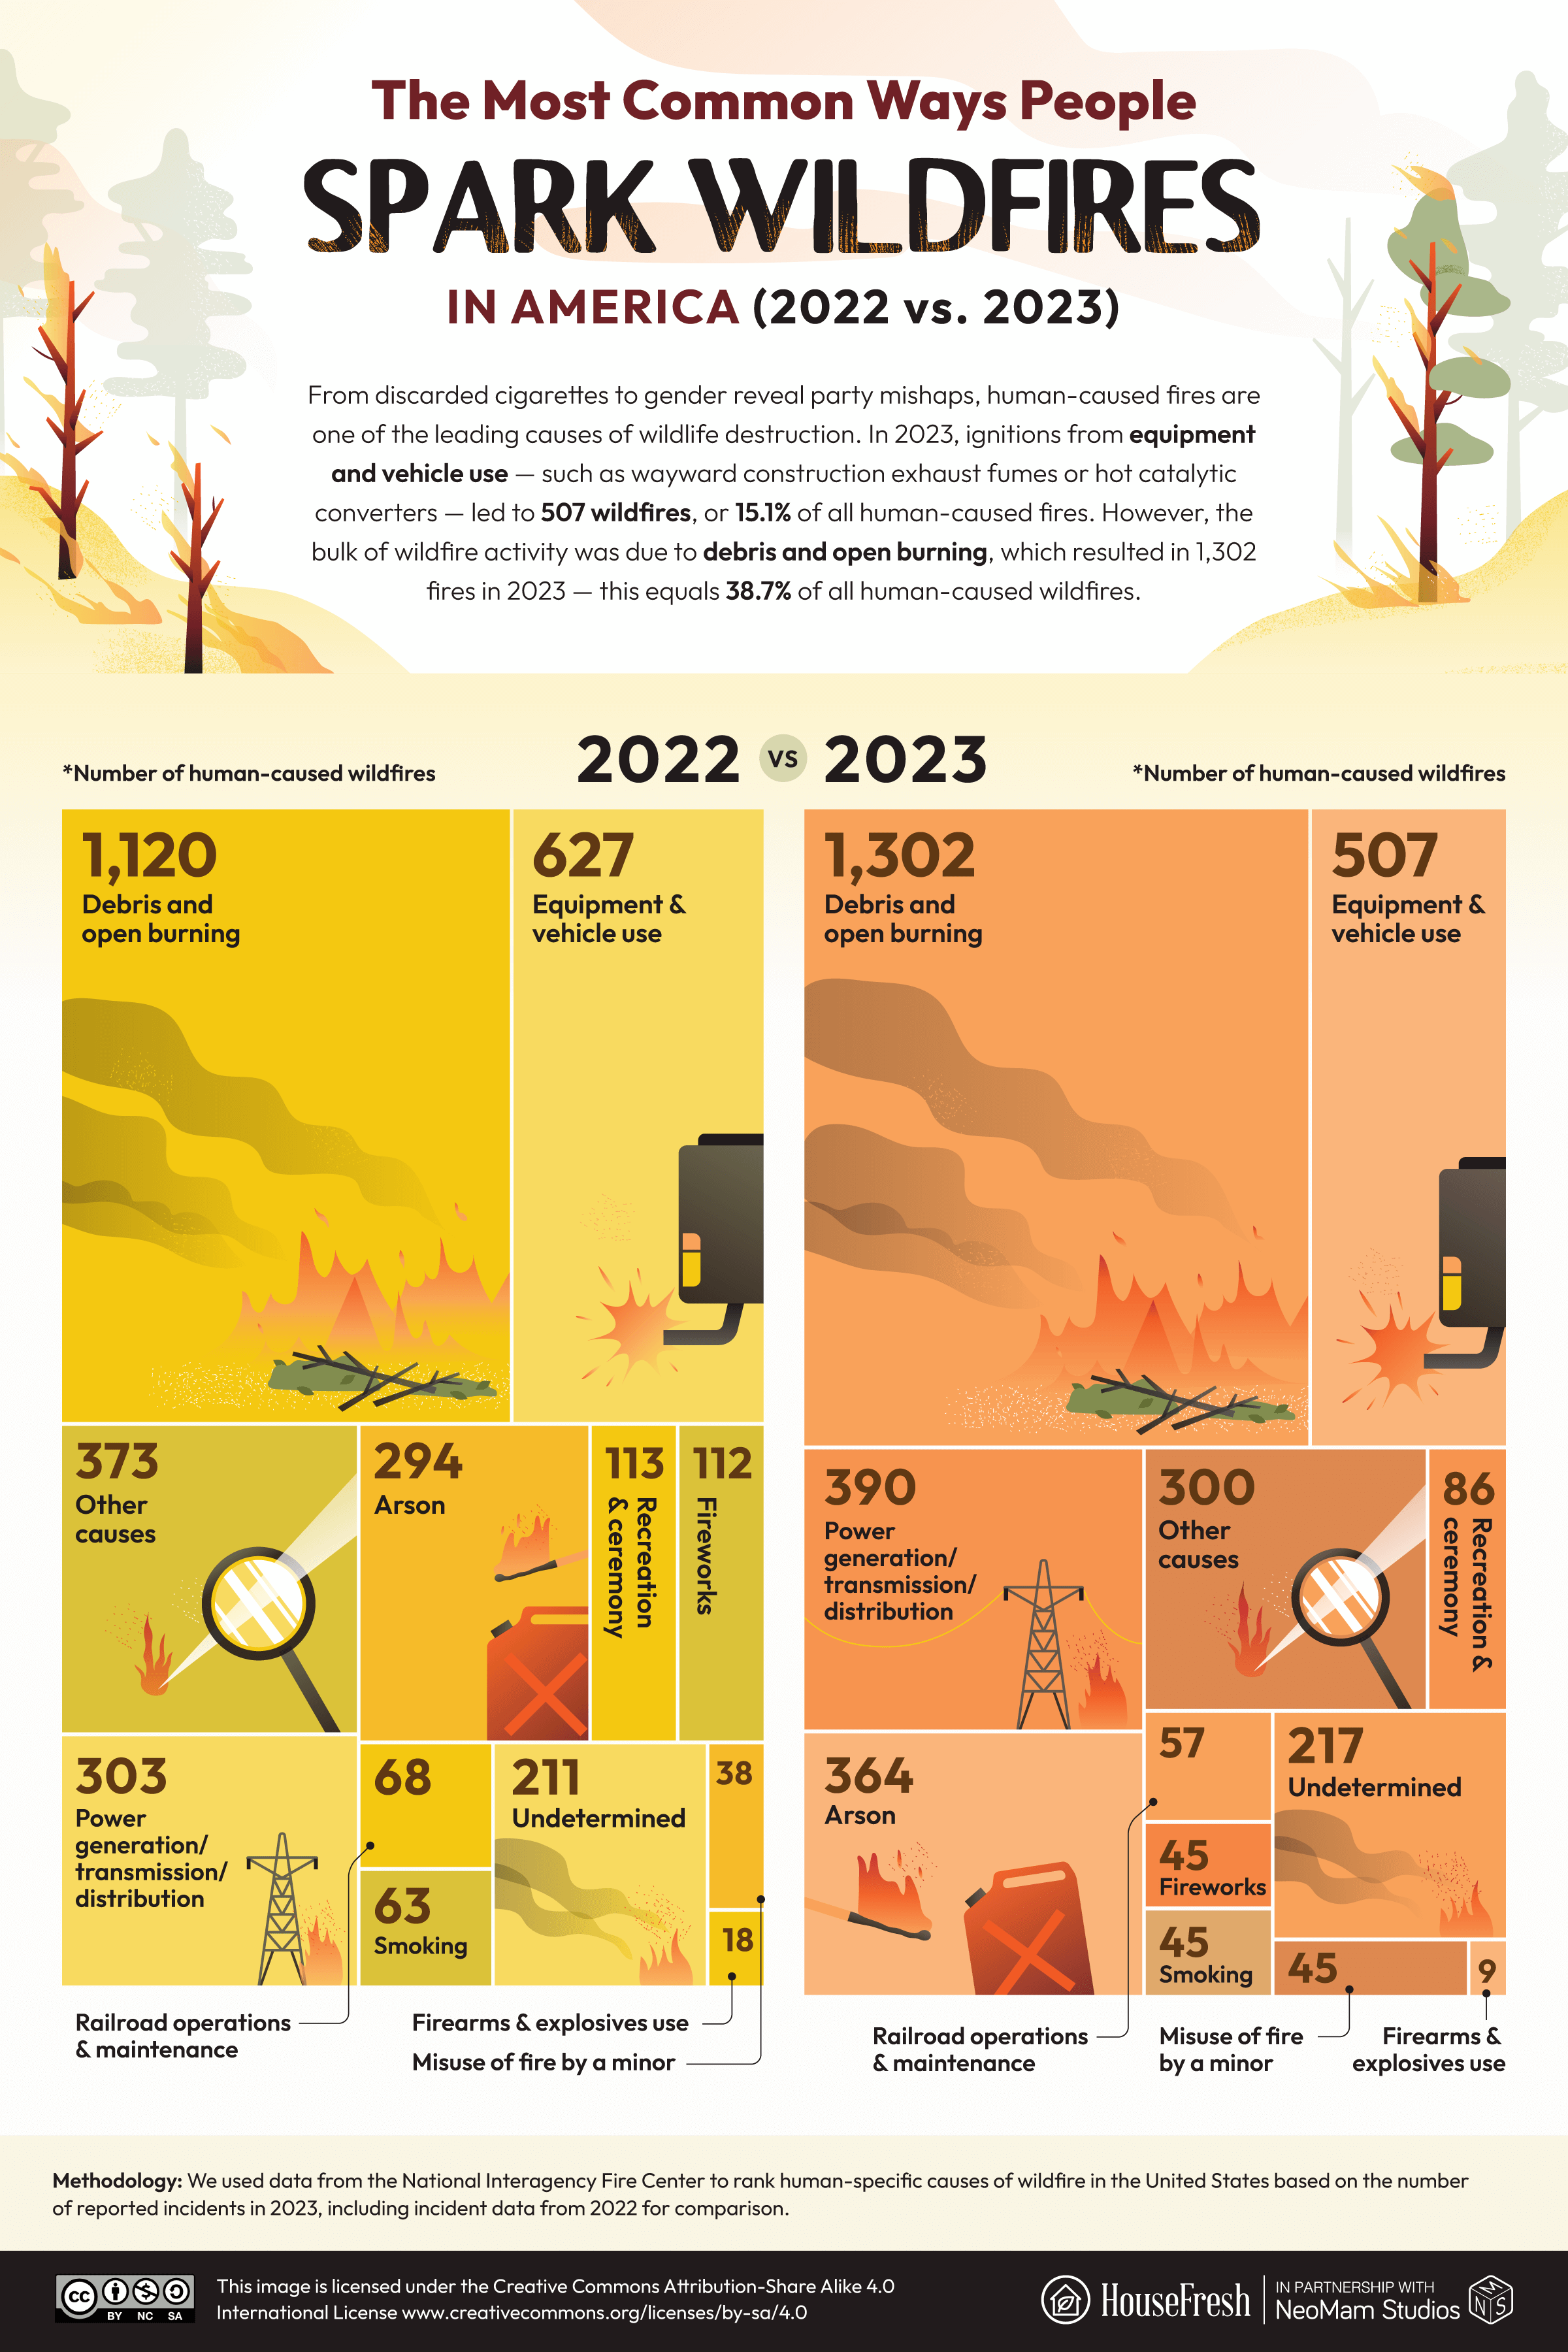 The Most Common Ways People
SPARK WILDFIRES
IN AMERICA (2022 vs. 2023)
From discarded cigarettes to gender reveal party mishaps, human-caused fires are
one of the leading causes of wildlife destruction. In 2023, ignitions from equipment
and vehicle use — such as wayward construction exhaust fumes or hot catalytic
converters — led to 507 wildfires, or 15.1% of all human-caused fires. However, the
bulk of wildfire activity was due to debris and open burning, which resulted in 1,302
fires in 2023 — this equals 38.7% of all human-caused wildfires.
*Number of human-caused wildfires
2022 VS 2023
*Number of human-caused wildfires
1,120
Debris and
open burning
627
Equipment &
vehicle use
373
Other
causes
294
Arson
113
Recreation
& ceremony
112
Fireworks
303
Power
generation/
transmission/
distribution
68
63
Smoking
211
Undetermined
38
18
Railroad operations
& maintenance
Firearms & explosives use
Misuse of fire by a minor
1,302
Debris and
open burning
507
Equipment &
vehicle use
390
Power
generation/
transmission/
distribution
300
Other
causes
86
Recreation &
ceremony
364
Arson
57
45
Fireworks
45
Smoking
217
Undetermined
45
9
Railroad operations
& maintenance
Misuse of fire
by a minor
Firearms &
explosives use
Methodology: We used data from the National Interagency Fire Center to rank human-specific causes of wildfire in the United States based on the number
of reported incidents in 2023, including incident data from 2022 for comparison.
cc
BY NC SA
This image is licensed under the Creative Commons Attribution-Share Alike 4.0
International License www.creativecommons.org/licenses/by-sa/4.0
HouseFresh
IN PARTNERSHIP WITH
NeoMam Studios
N M S